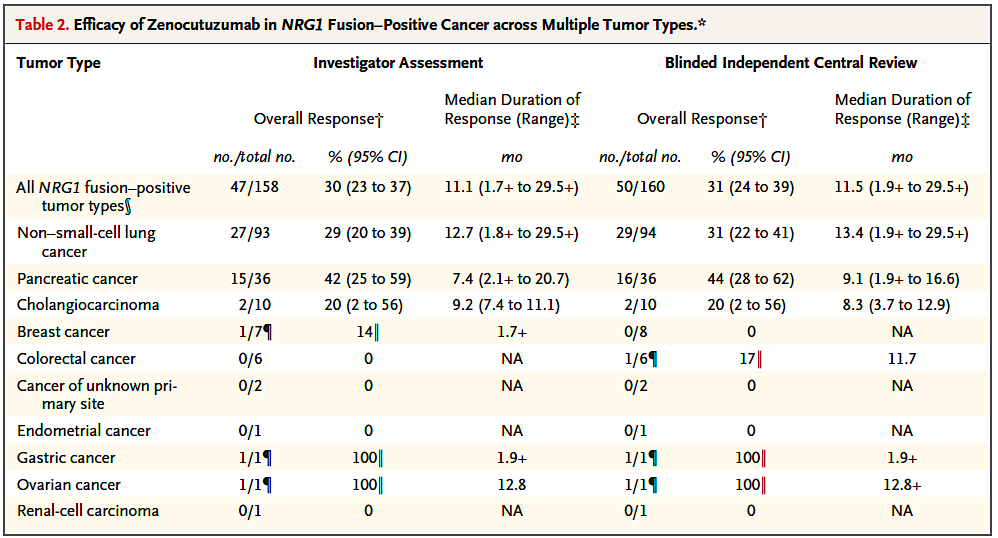 Table 2. Efficacy of Zenocutuzumab in NRG1 Fusion–Positive Cancer across Multiple Tumor Types.*
Tumor Type Investigator Assessment Blinded Independent Central Review
Overall Response† Median Duration of Response (Range)‡ Overall Response† Median Duration of Response (Range)‡
no./total no. % (95% CI) mo no./total no. % (95% CI) mo
All NRG1 fusion–positive tumor types§ 47/158 30 (23 to 37) 11.1 (1.7+ to 29.5+) 50/160 31 (24 to 39) 11.5 (1.9+ to 29.5+)
Non–small-cell lung cancer 27/93 29 (20 to 39) 12.7 (1.8+ to 29.5+) 29/94 31 (22 to 41) 13.4 (1.9+ to 29.5+)
Pancreatic cancer 15/36 42 (25 to 59) 7.4 (2.1+ to 20.7) 16/36 44 (28 to 62) 9.1 (1.9+ to 16.6)
Cholangiocarcinoma 2/10 20 (2 to 56) 9.2 (7.4 to 11.1) 2/10 20 (2 to 56) 8.3 (3.7 to 12.9)
Breast cancer 1/7¶ 14‖ 1.7+ 0/8 0 NA
Colorectal cancer 0/6 0 NA 1/6¶ 17‖ 11.7
Cancer of unknown pri-
mary site 0/2 0 NA 0/2 0 NA
Endometrial cancer 0/1 0 NA 0/1 0 NA
Gastric cancer 1/1¶ 100‖ 1.9+ 1/1¶ 100‖ 1.9+
Ovarian cancer 1/1¶ 100‖ 12.8 1/1¶ 100‖ 12.8+
Renal-cell carcinoma 0/1 0 NA 0/1 0 NA